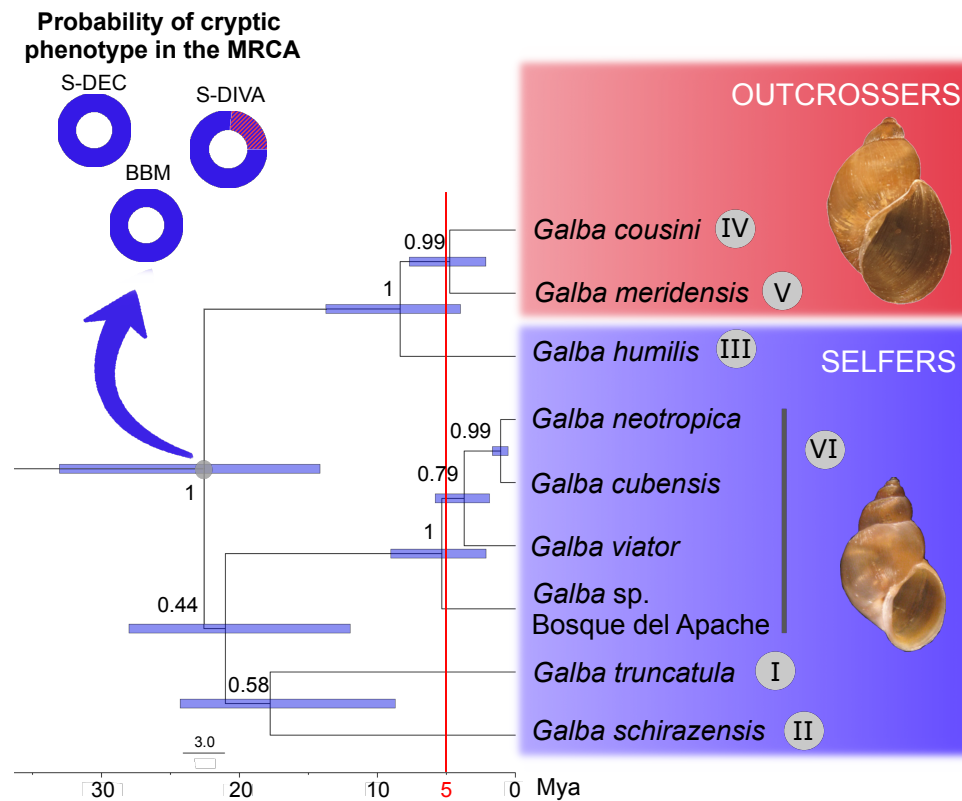 Probability of cryptic
phenotype in the MRCA
S-DEC
S-DIVA
BBM
OUTCROSSERS
Galba cousini IV
0.99
Galba meridensis V
1
Galba humilis III
SELFERS
Galba neotropica
0.99
VI
0.79
Galba cubensis
1
1
Galba viator
Galba sp.
Bosque del Apache
0.44
Galba truncatula I
0.58
Galba schirazensis II
3.0
30 20 10 5 0 Mya